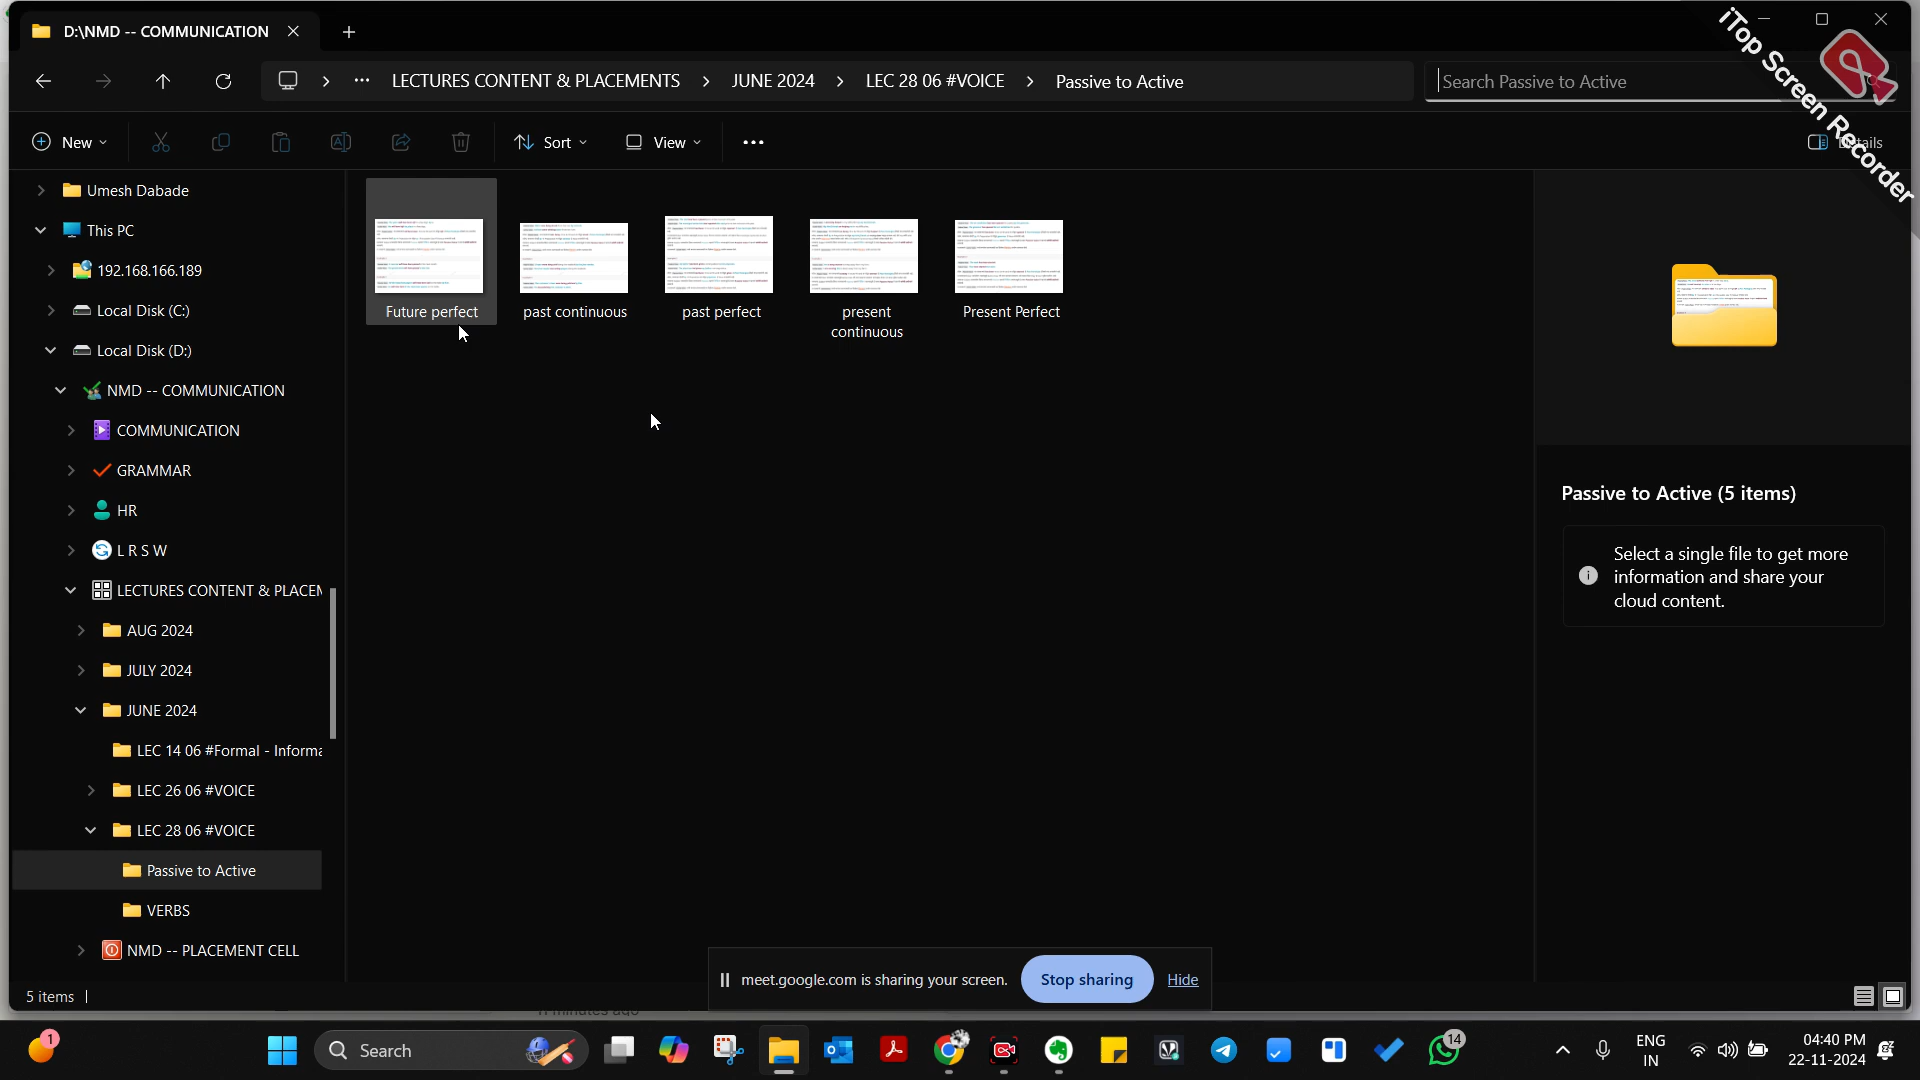 D:\NMD -- COMMUNICATION
LECTURES CONTENT & PLACEMENTS > JUNE 2024 > LEC 28 06 #VOICE > Passive to Active
Search Passive to Active
iTop Screen Recorder
New
Sort
View
Umesh Dabade
This PC
192.168.166.189
Local Disk (C:)
Local Disk (D:)
NMD -- COMMUNICATION
COMMUNICATION
GRAMMAR
HR
L R S W
LECTURES CONTENT & PLACEM
AUG 2024
JULY 2024
JUNE 2024
LEC 14 06 #Formal - Informa
LEC 26 06 #VOICE
LEC 28 06 #VOICE
Passive to Active
VERBS
NMD -- PLACEMENT CELL
Future perfect
past continuous
past perfect
present
continuous
Present Perfect
Passive to Active (5 items)
Select a single file to get more
information and share your
cloud content.
meet.google.com is sharing your screen.
Stop sharing
Hide
5 items
1
Search
14
ENG
IN
04:40 PM
22-11-2024